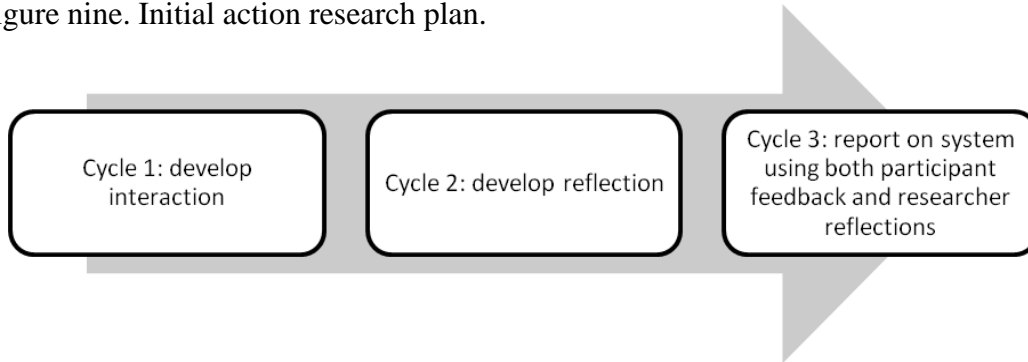 igure nine. Initial action research plan.
Cycle 1: develop
interaction
Cycle 2: develop reflection
Cycle 3: report on system
using both participant
feedback and researcher
reflections